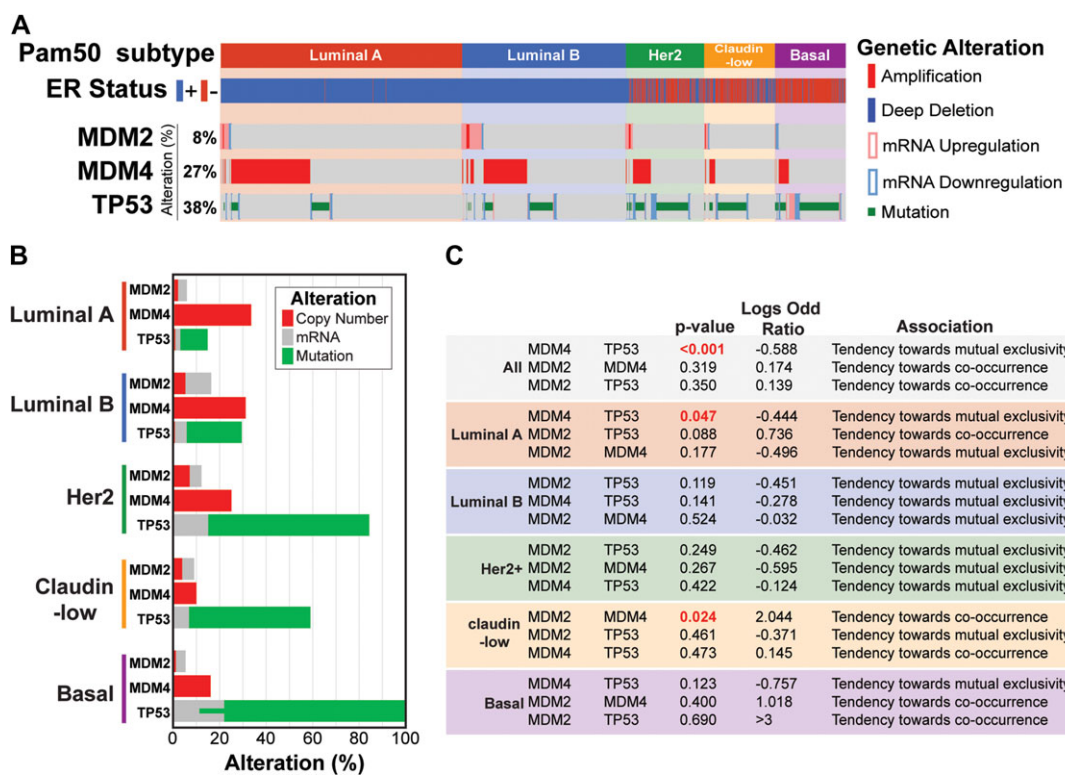 A
Pam50 subtype
Luminal A
Luminal B
Her2
Claudin
-low
Basal
ER Status
+
-
MDM2
8%
MDM4
27%
TP53
38%
Alteration (%)
Genetic Alteration
Amplification
Deep Deletion
mRNA Upregulation
mRNA Downregulation
Mutation
B
Alteration
Copy Number
mRNA
Mutation
Luminal A
MDM2
MDM4
TP53
Luminal B
MDM2
MDM4
TP53
Her2
MDM2
MDM4
TP53
Claudin
-low
MDM2
MDM4
TP53
Basal
MDM2
MDM4
TP53
0 20 40 60 80 100
Alteration (%)
C
p-value Logs Odd Ratio Association
All
MDM4 TP53 <0.001 -0.588 Tendency towards mutual exclusivity
MDM2 MDM4 0.319 0.174 Tendency towards co-occurrence
MDM2 TP53 0.350 0.139 Tendency towards co-occurrence
Luminal A
MDM4 TP53 0.047 -0.444 Tendency towards mutual exclusivity
MDM2 TP53 0.088 0.736 Tendency towards co-occurrence
MDM2 MDM4 0.177 -0.496 Tendency towards mutual exclusivity
Luminal B
MDM2 TP53 0.119 -0.451 Tendency towards mutual exclusivity
MDM4 TP53 0.141 -0.278 Tendency towards mutual exclusivity
MDM2 MDM4 0.524 -0.032 Tendency towards mutual exclusivity
Her2+
MDM2 TP53 0.249 -0.462 Tendency towards mutual exclusivity
MDM2 MDM4 0.267 -0.595 Tendency towards mutual exclusivity
MDM4 TP53 0.422 -0.124 Tendency towards mutual exclusivity
claudin
-low
MDM2 MDM4 0.024 2.044 Tendency towards co-occurrence
MDM2 TP53 0.461 -0.371 Tendency towards mutual exclusivity
MDM4 TP53 0.473 0.145 Tendency towards co-occurrence
Basal
MDM4 TP53 0.123 -0.757 Tendency towards mutual exclusivity
MDM2 MDM4 0.400 1.018 Tendency towards co-occurrence
MDM2 TP53 0.690 >3 Tendency towards co-occurrence